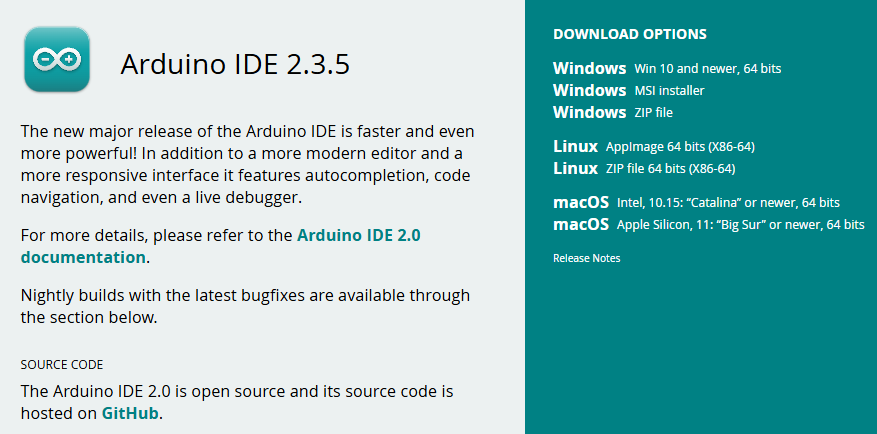 Arduino IDE 2.3.5
The new major release of the Arduino IDE is faster and even
more powerful! In addition to a more modern editor and a
more responsive interface it features autocompletion, code
navigation, and even a live debugger.
For more details, please refer to the Arduino IDE 2.0
documentation.
Nightly builds with the latest bugfixes are available through
the section below.
SOURCE CODE
The Arduino IDE 2.0 is open source and its source code is
hosted on GitHub.
DOWNLOAD OPTIONS
Windows Win 10 and newer, 64 bits
Windows MSI installer
Windows ZIP file
Linux AppImage 64 bits (X86-64)
Linux ZIP file 64 bits (X86-64)
macOS Intel, 10.15: “Catalina” or newer, 64 bits
macOS Apple Silicon, 11: “Big Sur” or newer, 64 bits
Release Notes